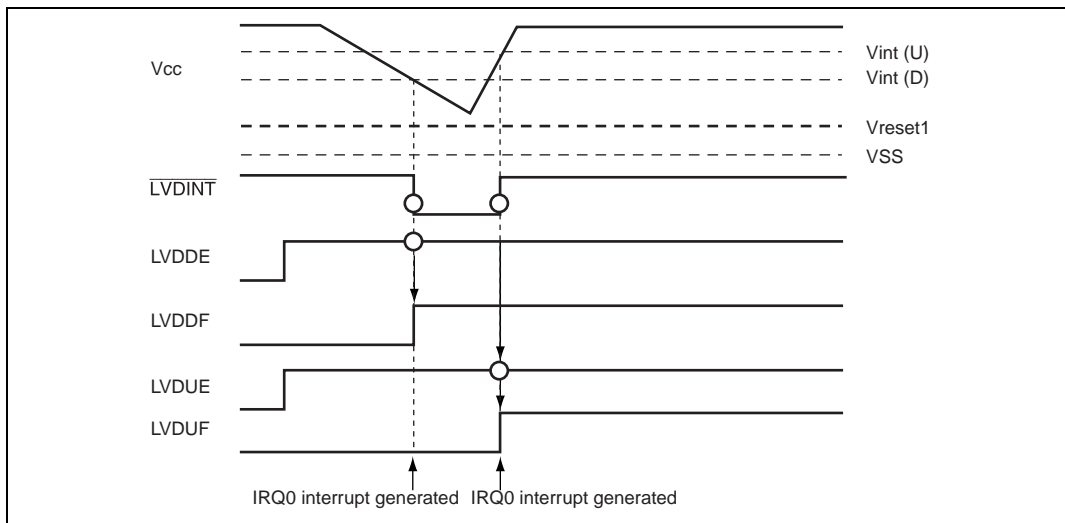 Vcc
Vint (U)
Vint (D)
Vreset1
VSS
LVDINT
LVDDE
LVDDF
LVDUE
LVDUF
IRQ0 interrupt generated
IRQ0 interrupt generated